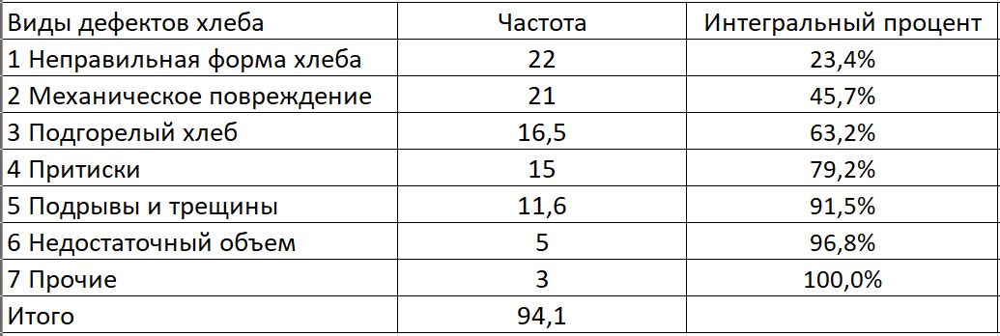 Виды дефектов хлеба Частота Интегральный процент
1 Неправильная форма хлеба 22 23,4%
2 Механическое повреждение 21 45,7%
3 Подгорелый хлеб 16,5 63,2%
4 Притиски 15 79,2%
5 Подрывы и трещины 11,6 91,5%
6 Недостаточный объем 5 96,8%
7 Прочие 3 100,0%
Итого 94,1